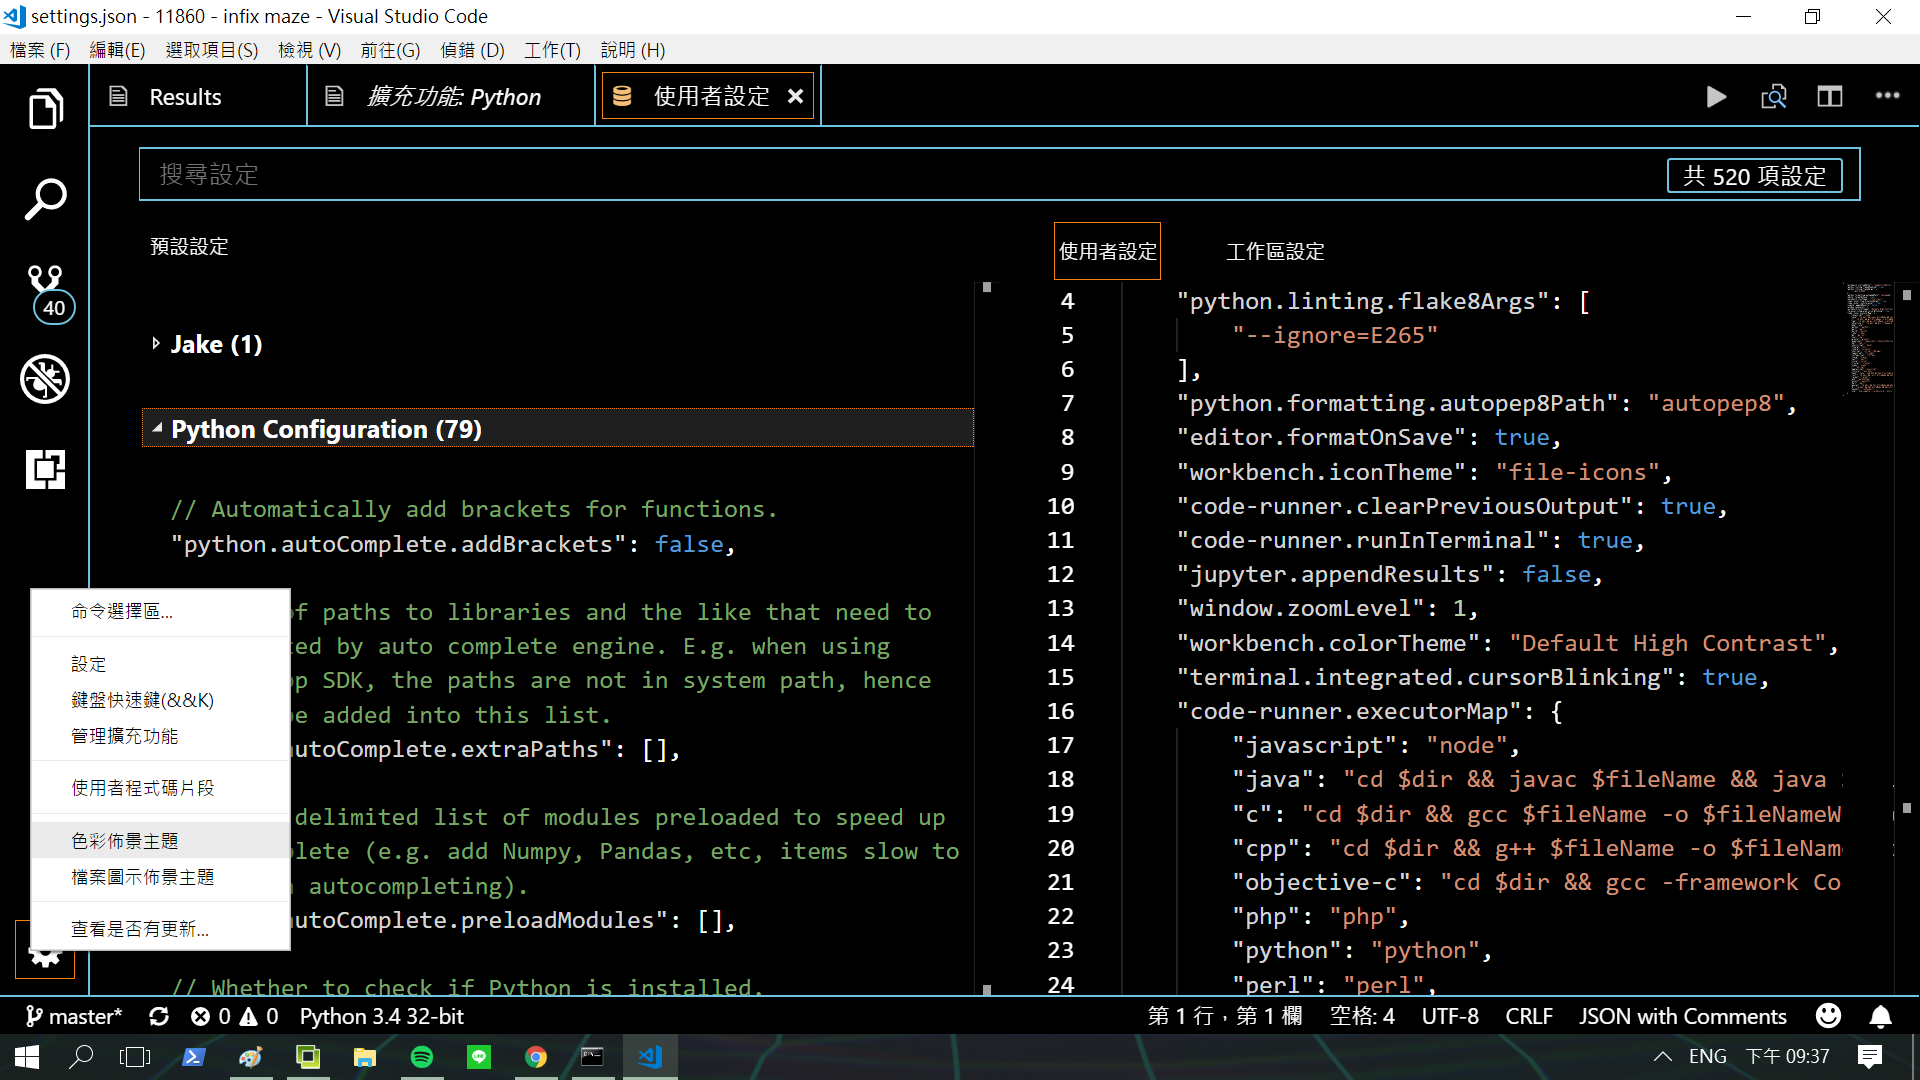 settings.json - 11860 - infix maze - Visual Studio Code
檔案 (F) 編輯(E) 選取項目(S) 檢視 (V) 前往(G) 偵錯 (D) 工作(T) 說明 (H)
Results 擴充功能: Python 使用者設定
搜尋設定 共 520 項設定
預設設定
使用者設定 工作區設定
40
Jake (1)
Python Configuration (79)
// Automatically add brackets for functions.
"python.autoComplete.addBrackets": false,
of paths to libraries and the like that need to
ted by auto complete engine. E.g. when using
p SDK, the paths are not in system path, hence
be added into this list.
utoComplete.extraPaths": [],
delimited list of modules preloaded to speed up
lete (e.g. add Numpy, Pandas, etc, items slow to
autocompleting).
utoComplete.preloadModules": [],
// Whether to check if Python is installed.
命令選擇區...
設定
鍵盤快速鍵(&&K)
管理擴充功能
使用者程式碼片段
色彩佈景主題
檔案圖示佈景主題
查看是否有更新...
4 "python.linting.flake8Args": [
5 "--ignore=E265"
6 ],
7 "python.formatting.autopep8Path": "autopep8",
8 "editor.formatOnSave": true,
9 "workbench.iconTheme": "file-icons",
10 "code-runner.clearPreviousOutput": true,
11 "code-runner.runInTerminal": true,
12 "jupyter.appendResults": false,
13 "window.zoomLevel": 1,
14 "workbench.colorTheme": "Default High Contrast",
15 "terminal.integrated.cursorBlinking": true,
16 "code-runner.executorMap": {
17 "javascript": "node",
18 "java": "cd $dir && javac $fileName && java
19 "c": "cd $dir && gcc $fileName -o $fileNameW
20 "cpp": "cd $dir && g++ $fileName -o $fileNam
21 "objective-c": "cd $dir && gcc -framework Co
22 "php": "php",
23 "python": "python",
24 "perl": "perl",
master* 0 0 Python 3.4 32-bit 第 1 行，第 1 欄 空格: 4 UTF-8 CRLF JSON with Comments
ENG 下午 09:37